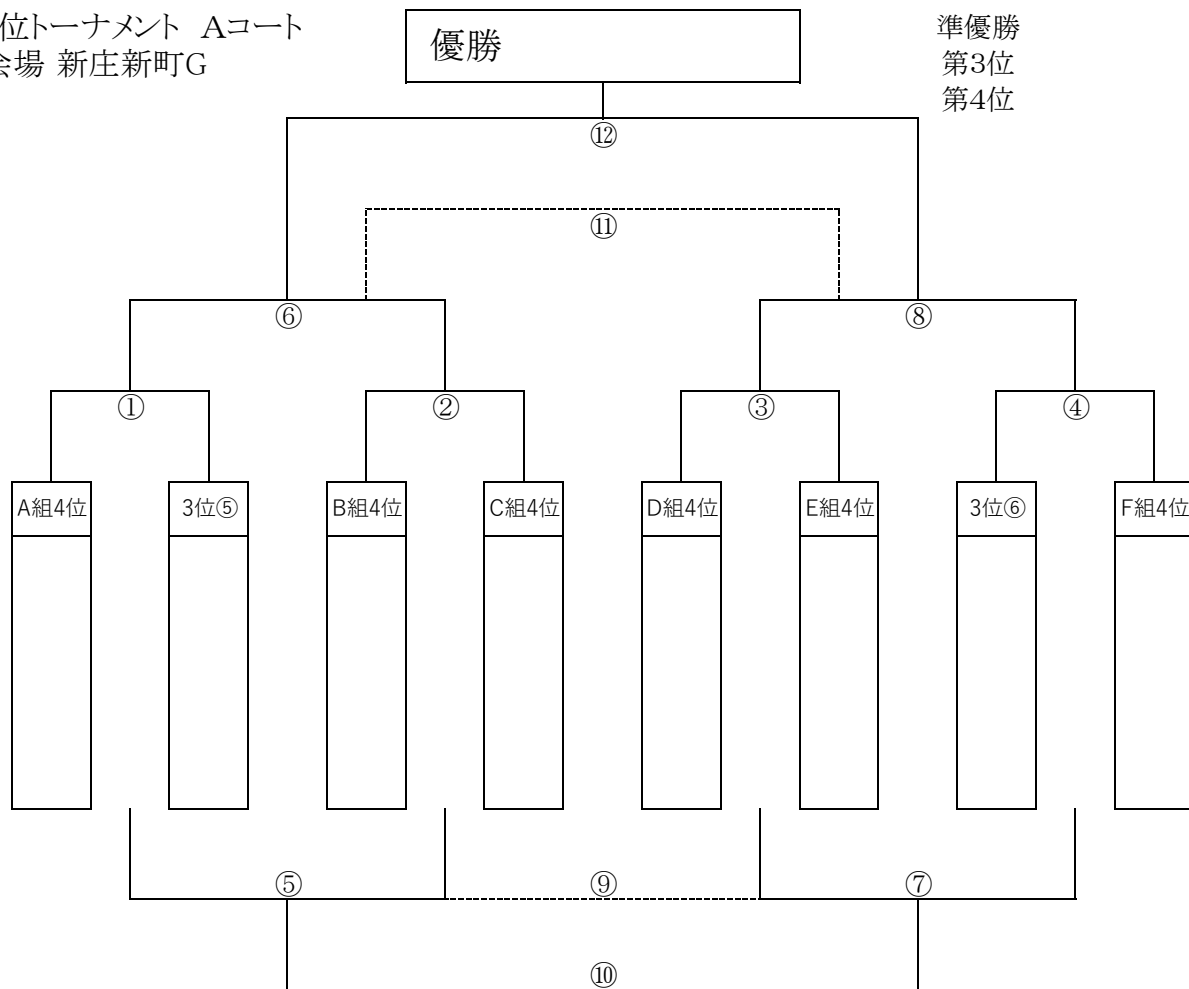 位トーナメント Aコート
会場 新庄新町G
優勝
準優勝
第3位
第4位
⑫
⑪
⑥ ⑧
① ② ③ ④
A組4位 3位⑤ B組4位 C組4位 D組4位 E組4位 3位⑥ F組4位
⑤ ⑨ ⑦
⑩